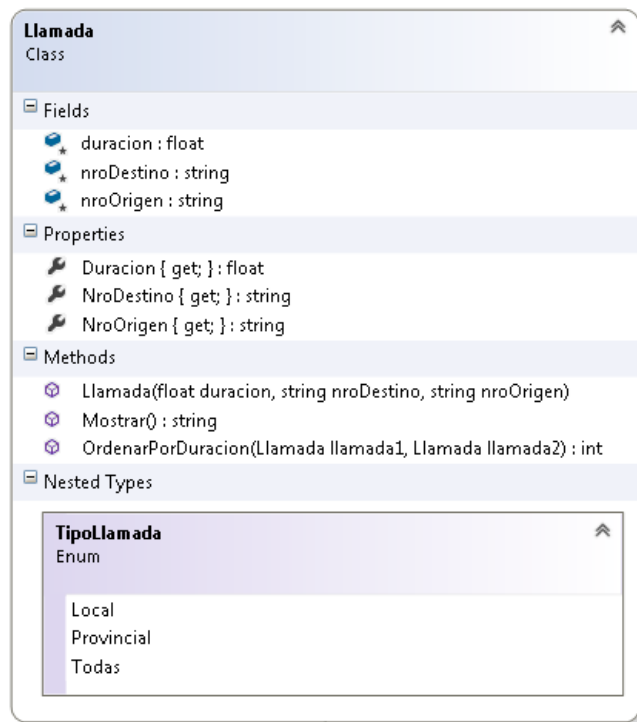 Llamada
Class
Fields
duracion : float
nroDestino : string
nroOrigen : string
Properties
Duracion { get; } : float
NroDestino { get; } : string
NroOrigen { get; } : string
Methods
Llamada(float duracion, string nroDestino, string nroOrigen)
Mostrar() : string
OrdenarPorDuracion(Llamada llamada1, Llamada llamada2) : int
Nested Types
TipoLlamada
Enum
Local
Provincial
Todas